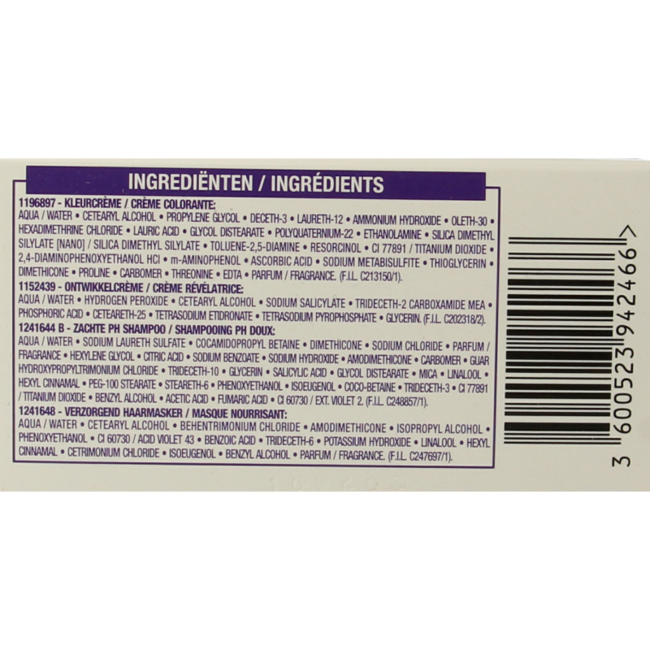 INGREDIËNTEN / INGRÉDIENTS
1196897 - KLEURCRÈME / CRÈME COLORANTE:
AQUA / WATER • CETEARYL ALCOHOL • PROPYLENE GLYCOL • DECETH-3 • LAURETH-12 • AMMONIUM HYDROXIDE • OLETH-30 •
HEXADIMETHRINE CHLORIDE • LAURIC ACID • GLYCOL DISTEARATE • POLYQUATERNIUM-22 • ETHANOLAMINE • SILICA DIMETHYL
SILYLATE [NANO] / SILICA DIMETHYL SILYLATE • TOLUENE-2,5-DIAMINE • RESORCINOL • CI 77891 / TITANIUM DIOXIDE •
2,4-DIAMINOPHENOXYETHANOL HCl • m-AMINOPHENOL • ASCORBIC ACID • SODIUM METABISULFITE • THIOGLYCERIN •
DIMETHICONE • PROLINE • CARBOMER • THREONINE • EDTA • PARFUM / FRAGRANCE. (F.I.L. C213150/1).
1152439 - ONTWIKKELCRÈME / CRÈME RÉVÉLATRICE:
AQUA / WATER • HYDROGEN PEROXIDE • CETEARYL ALCOHOL • SODIUM SALICYLATE • TRIDECETH-2 CARBOXAMIDE MEA •
PHOSPHORIC ACID • CETEARETH-25 • TETRASODIUM ETIDRONATE • TETRASODIUM PYROPHOSPHATE • GLYCERIN. (F.I.L. C202318/2).
1241644 B - ZACHTE PH SHAMPOO / SHAMPOOING PH DOUX:
AQUA / WATER • SODIUM LAURETH SULFATE • COCAMIDOPROPYL BETAINE • DIMETHICONE • SODIUM CHLORIDE • PARFUM /
FRAGRANCE • HEXYLENE GLYCOL • CITRIC ACID • SODIUM BENZOATE • SODIUM HYDROXIDE • AMODIMETHICONE • CARBOMER • GUAR
HYDROXYPROPYLTRIMONIUM CHLORIDE • TRIDECETH-10 • GLYCERIN • SALICYLIC ACID • GLYCOL DISTEARATE • MICA • LINALOOL •
HEXYL CINNAMAL • PEG-100 STEARATE • STEARETH-6 • PHENOXYETHANOL • ISOEUGENOL • COCO-BETAINE • TRIDECETH-3 • CI 77891
/ TITANIUM DIOXIDE • BENZYL ALCOHOL • ACETIC ACID • FUMARIC ACID • CI 60730 / EXT. VIOLET 2. (F.I.L. C248857/1).
1241648 - VERZORGEND HAARMASKER / MASQUE NOURRISANT:
AQUA / WATER • CETEARYL ALCOHOL • BEHENTRIMONIUM CHLORIDE • AMODIMETHICONE • ISOPROPYL ALCOHOL •
PHENOXYETHANOL • CI 60730 / ACID VIOLET 43 • BENZOIC ACID • TRIDECETH-6 • POTASSIUM HYDROXIDE • LINALOOL • HEXYL
CINNAMAL • CETRIMONIUM CHLORIDE • ISOEUGENOL • BENZYL ALCOHOL • PARFUM / FRAGRANCE. (F.I.L. C247697/1).
3 600523 942466 >